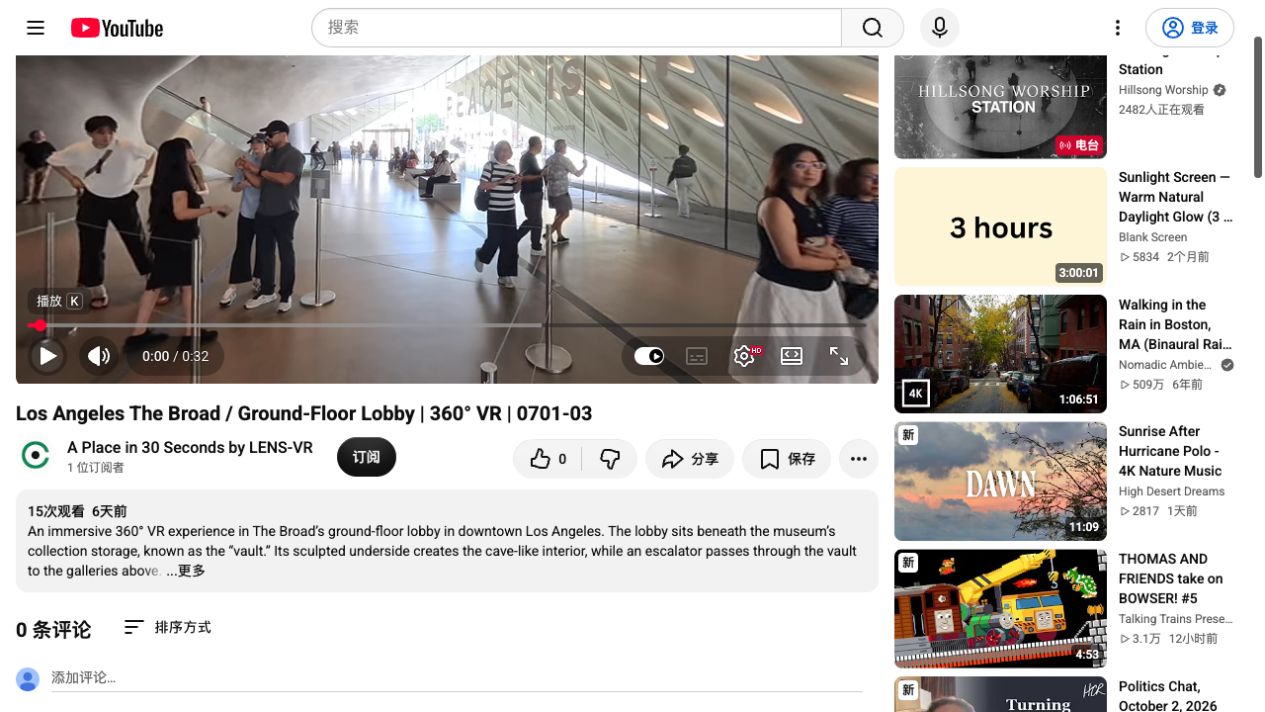 YouTube
搜索
登录
PEACE IS
播放 K
0:00 / 0:32
HD
Los Angeles The Broad / Ground-Floor Lobby | 360° VR | 0701-03
A Place in 30 Seconds by LENS-VR
1 位订阅者
订阅
0
分享
保存
15次观看 6天前
An immersive 360° VR experience in The Broad’s ground-floor lobby in downtown Los Angeles. The lobby sits beneath the museum’s
collection storage, known as the “vault.” Its sculpted underside creates the cave-like interior, while an escalator passes through the vault
to the galleries above. ...更多
0 条评论
排序方式
添加评论...
HILLSONG WORSHIP
STATION
电台
Station
Hillsong Worship
2482人正在观看
3 hours
3:00:01
Sunlight Screen —
Warm Natural
Daylight Glow (3 ...
Blank Screen
5834 2个月前
4K
1:06:51
Walking in the
Rain in Boston,
MA (Binaural Rai...
Nomadic Ambie...
509万 6年前
新
DAWN
11:09
Sunrise After
Hurricane Polo -
4K Nature Music
High Desert Dreams
2817 1天前
新
3
4:53
THOMAS AND
FRIENDS take on
BOWSER! #5
Talking Trains Prese...
3.1万 12小时前
新
HCR
Turning
Politics Chat,
October 2, 2026